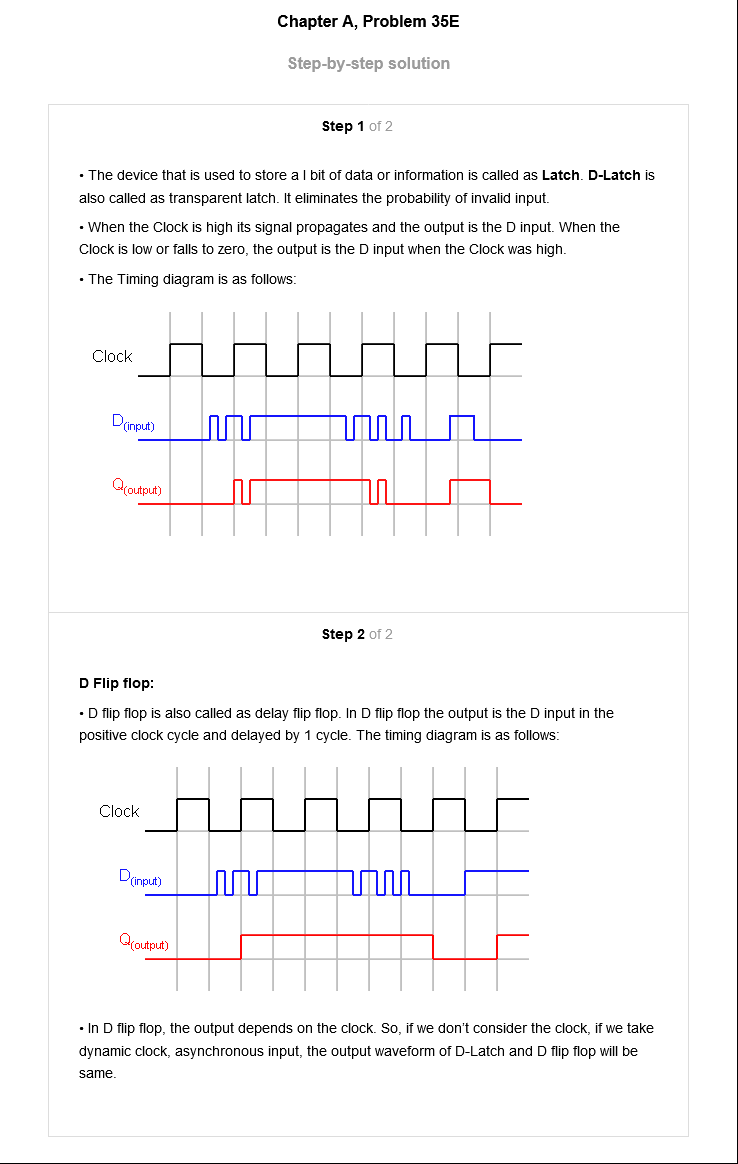 Chapter A, Problem 35E
Step-by-step solution
Step 1 of 2
• The device that is used to store a l bit of data or information is called as Latch. D-Latch is
also called as transparent latch. It eliminates the probability of invalid input.
• When the Clock is high its signal propagates and the output is the D input. When the
Clock is low or falls to zero, the output is the D input when the Clock was high.
• The Timing diagram is as follows:
Clock
D(input)
Q(output)
Step 2 of 2
D Flip flop:
• D flip flop is also called as delay flip flop. In D flip flop the output is the D input in the
positive clock cycle and delayed by 1 cycle. The timing diagram is as follows:
Clock
D(input)
Q(output)
• In D flip flop, the output depends on the clock. So, if we don’t consider the clock, if we take
dynamic clock, asynchronous input, the output waveform of D-Latch and D flip flop will be
same.